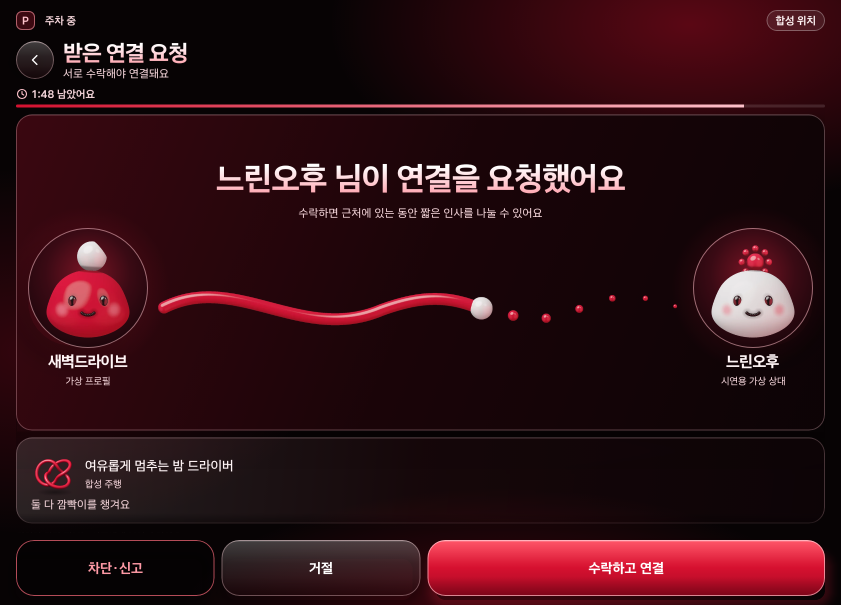 P 주차 중
합성 위치
받은 연결 요청
서로 수락해야 연결돼요
1:48 남았어요
느린오후 님이 연결을 요청했어요
수락하면 근처에 있는 동안 짧은 인사를 나눌 수 있어요
새벽드라이브
가상 프로필
느린오후
시연용 가상 상대
여유롭게 멈추는 밤 드라이버
합성 주행
둘 다 깜빡이를 챙겨요
차단·신고
거절
수락하고 연결